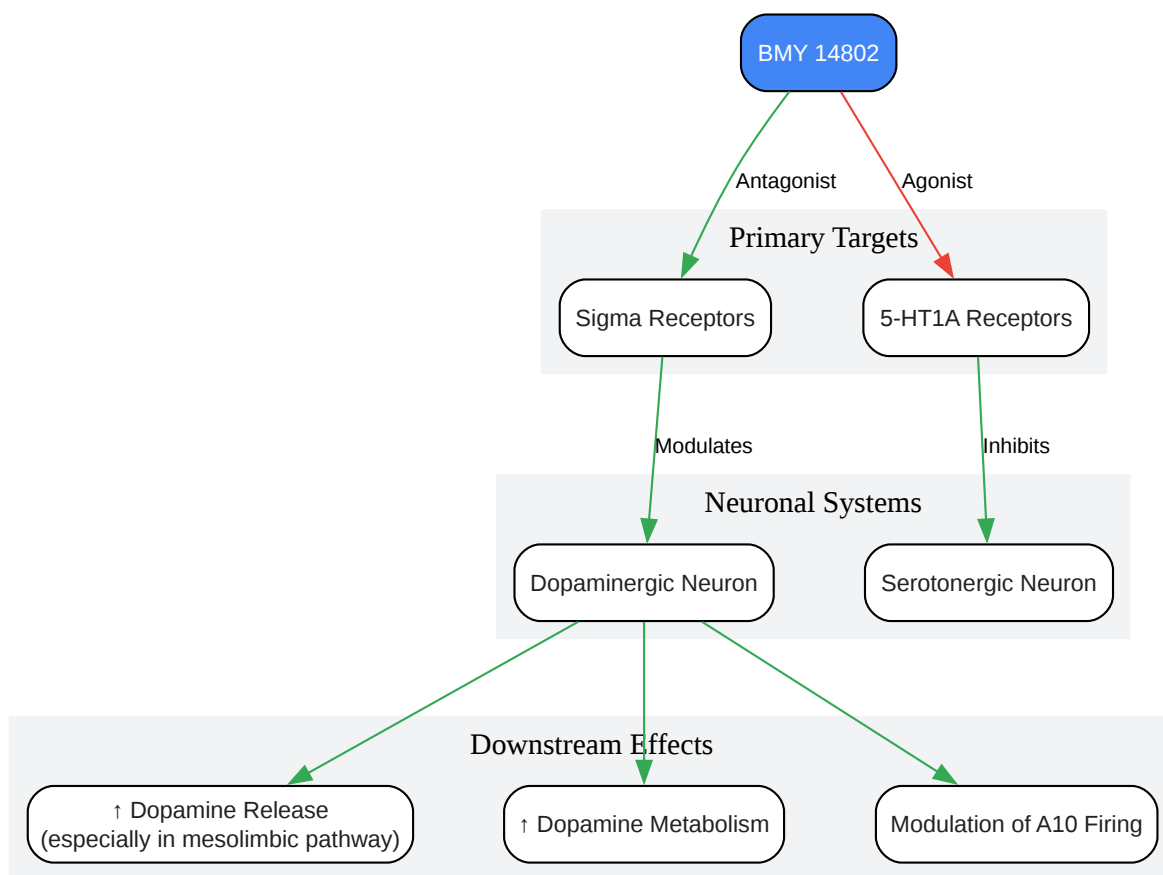 BMY 14802
Antagonist
Agonist
Primary Targets
Sigma Receptors
5-HT1A Receptors
Modulates
Inhibits
Neuronal Systems
Dopaminergic Neuron
Serotonergic Neuron
Downstream Effects
↑ Dopamine Release
(especially in mesolimbic pathway)
↑ Dopamine Metabolism
Modulation of A10 Firing